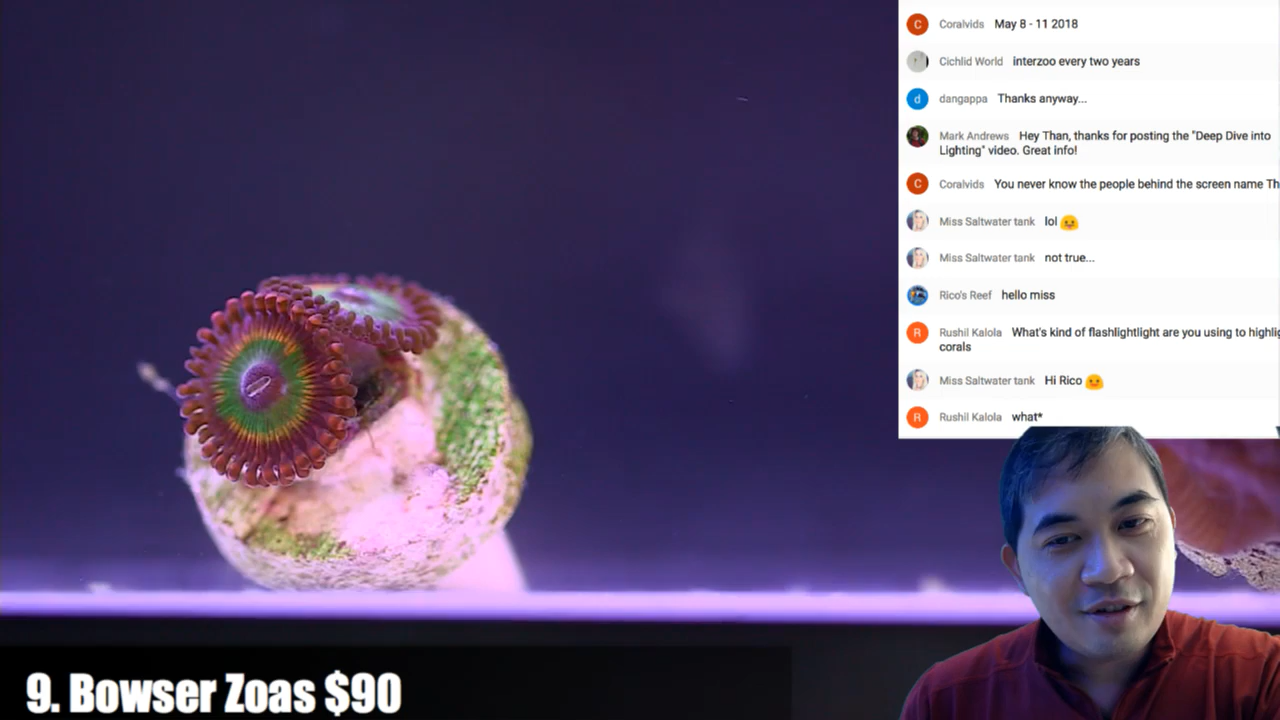 C Coralvids May 8 - 11 2018
Cichlid World interzoo every two years
d dangappa Thanks anyway...
Mark Andrews Hey Than, thanks for posting the "Deep Dive into
Lighting" video. Great info!
C Coralvids You never know the people behind the screen name Th
Miss Saltwater tank lol
Miss Saltwater tank not true...
Rico's Reef hello miss
R Rushil Kalola What's kind of flashlightlight are you using to highlig
corals
Miss Saltwater tank Hi Rico
R Rushil Kalola what*
9. Bowser Zoas $90